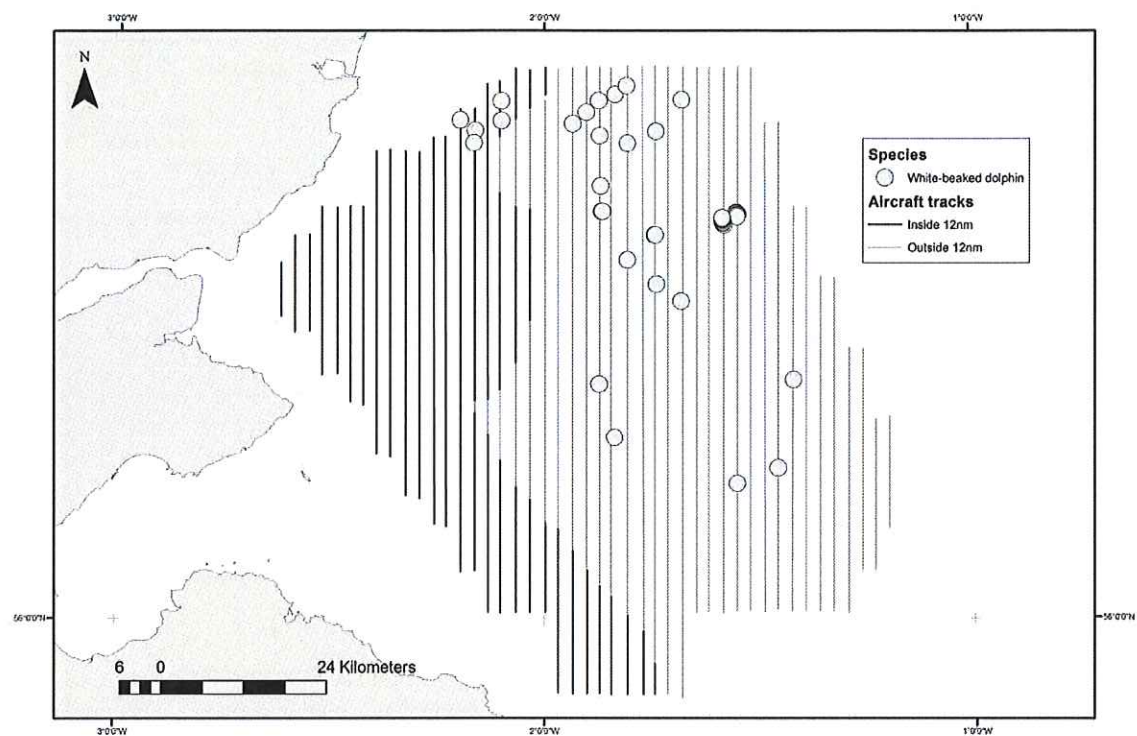 3°0'0"W 2°0'0"W 1°0'0"W
N
Species
White-beaked dolphin
Aircraft tracks
Inside 12nm
Outside 12nm
56°0'0"N 56°0'0"N
6 0 24 Kilometers
3°0'0"W 2°0'0"W 1°0'0"W